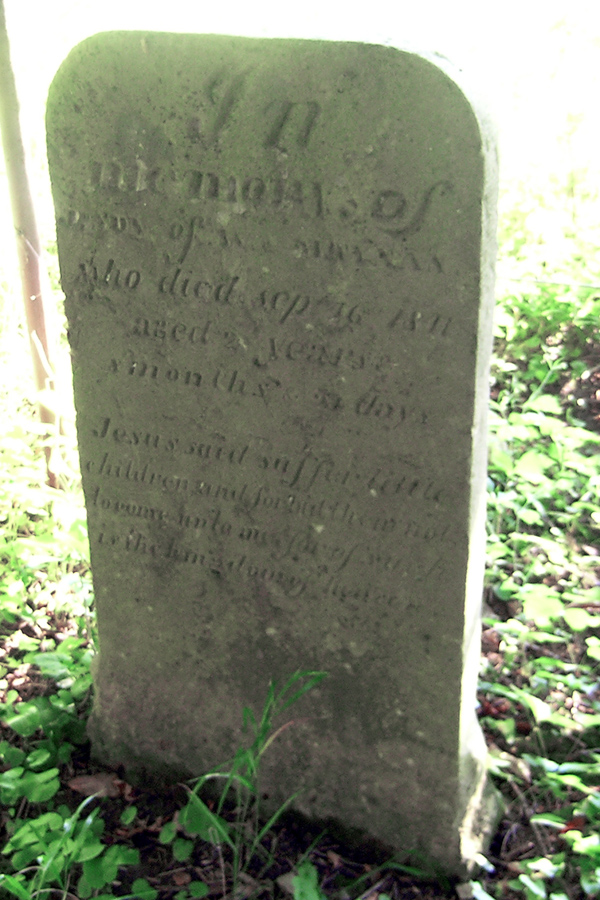 In
memory of
of
who died sep 16 1841
aged 2 years
months days
Jesus said suffer little
children and forbid them not
to come unto me for of such
is the kingdom of heaven